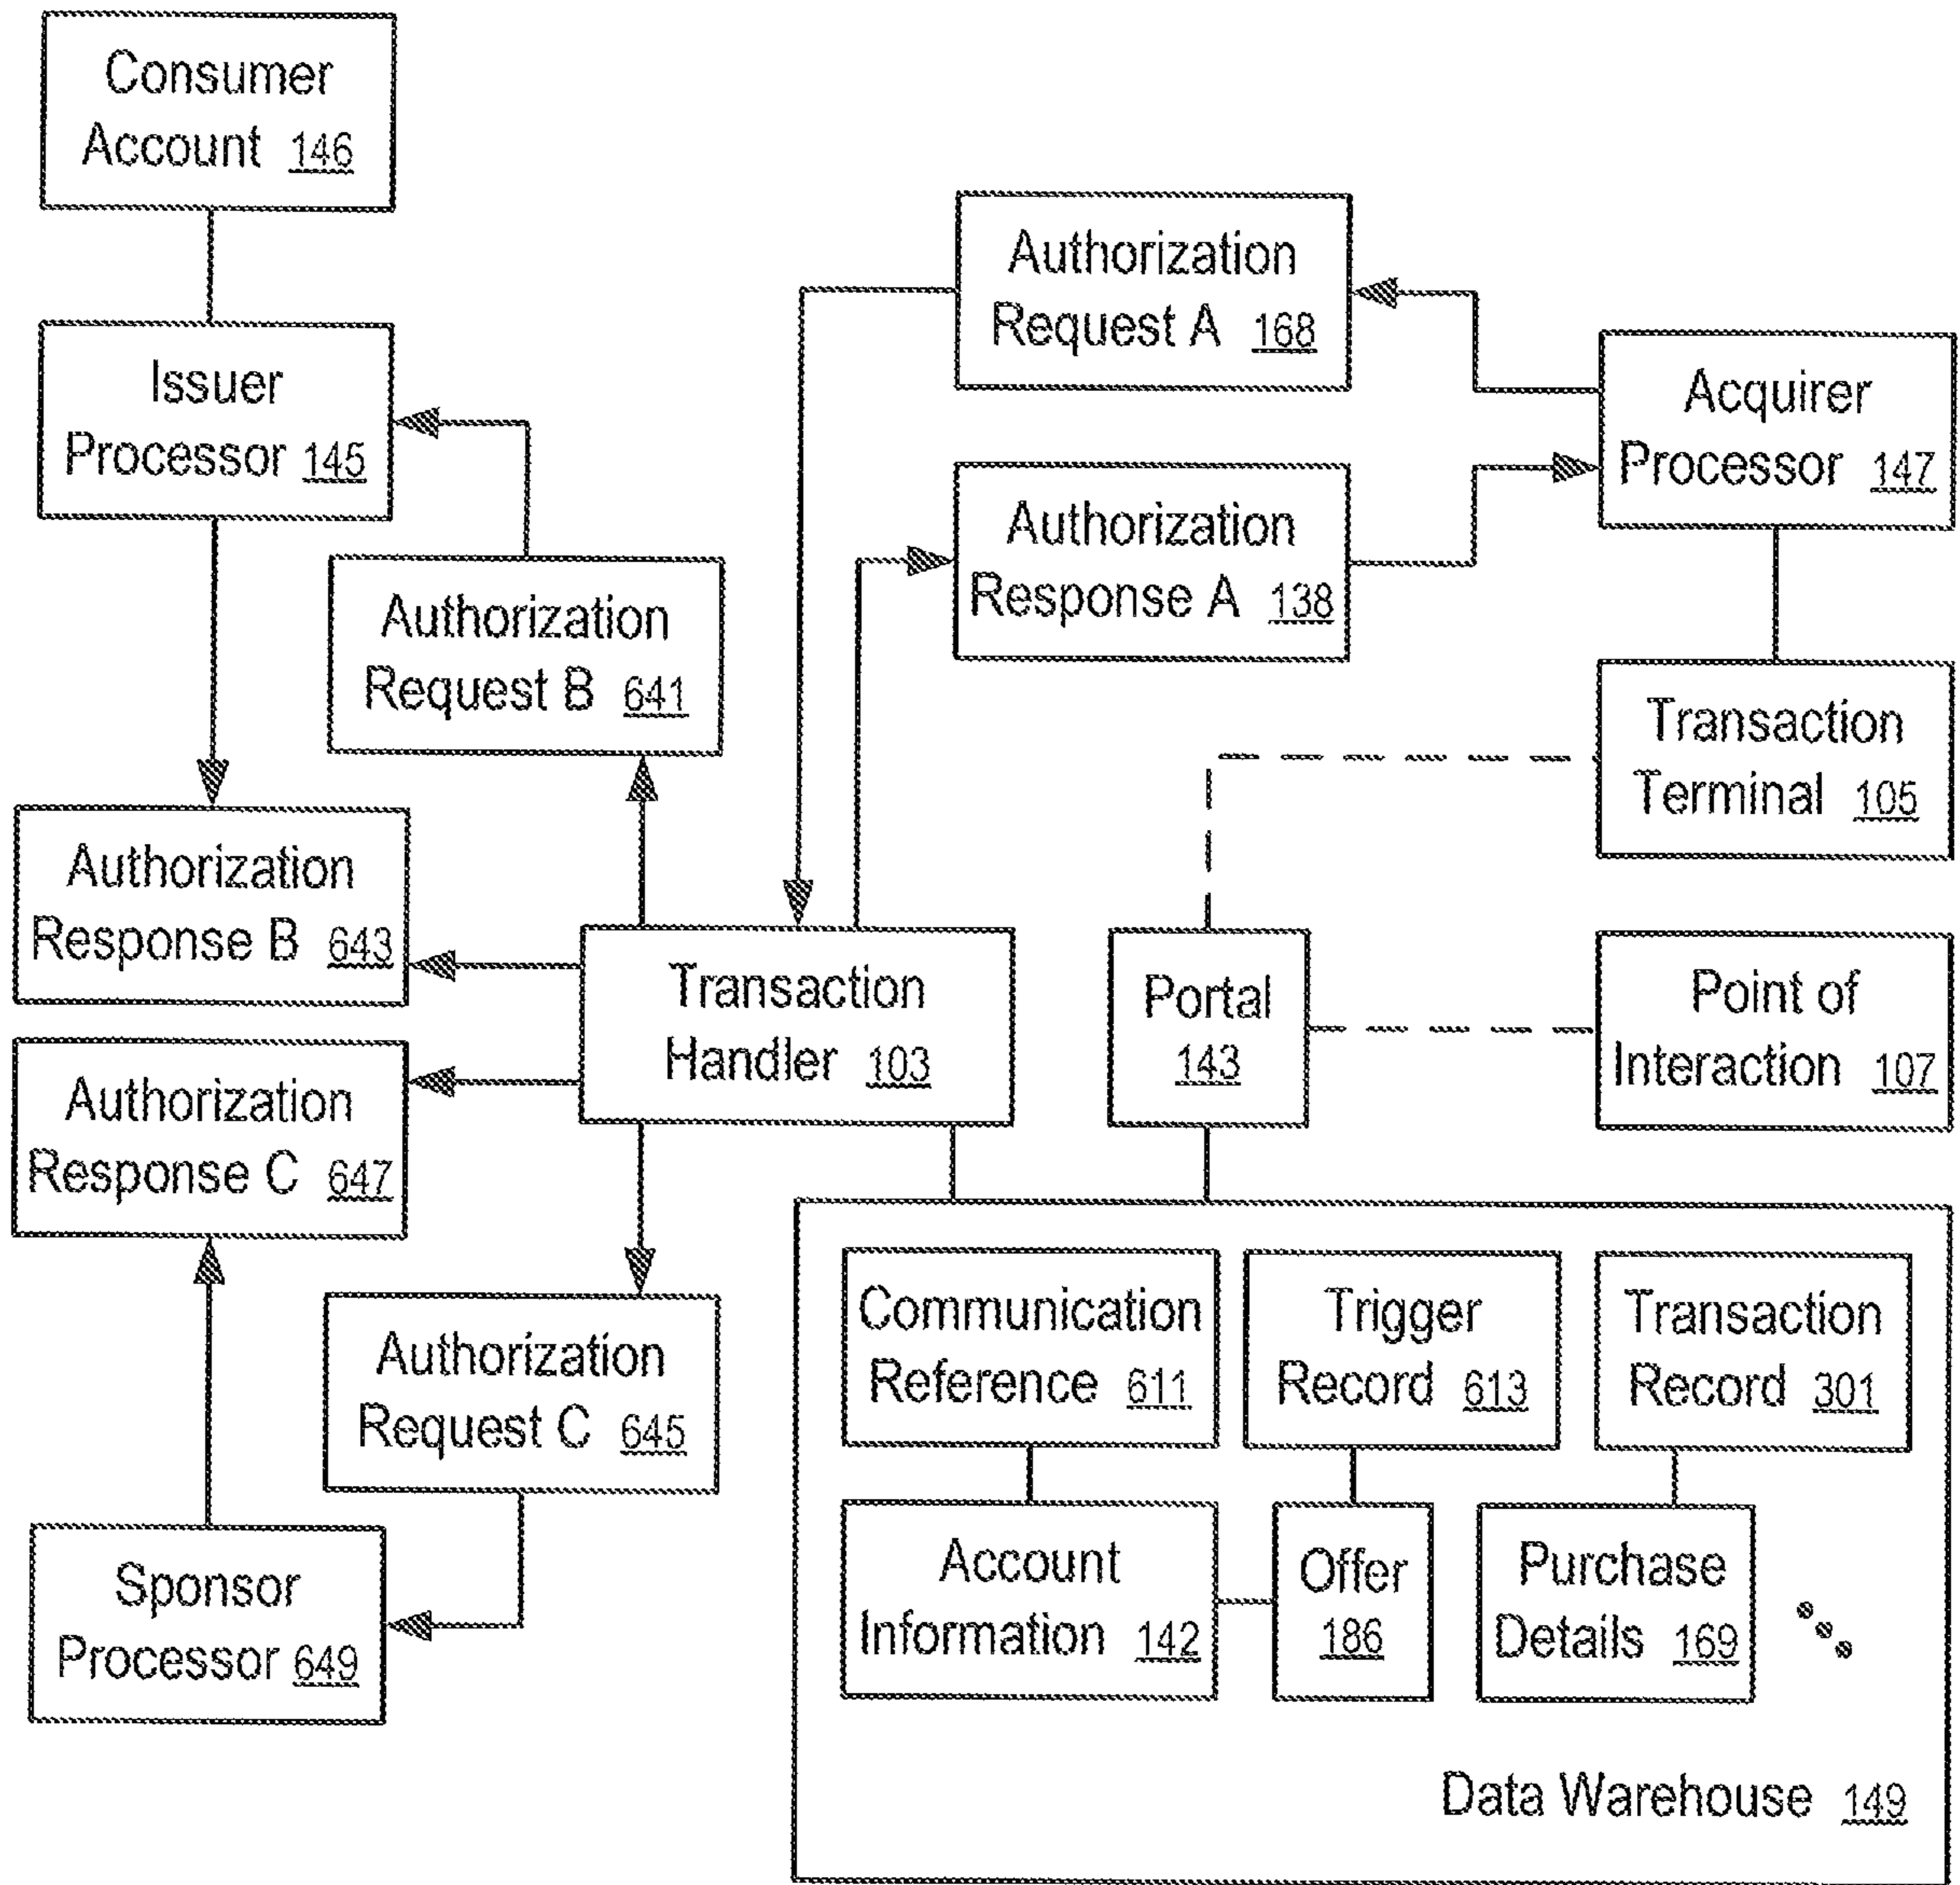 Consumer
Account 146
Authorization
Request A 168
Issuer
Processor 145
Acquirer
Processor 147
Authorization
Response A 138
Authorization
Request B 641
Transaction
Terminal 105
Authorization
Response B 643
Transaction
Handler 103
Portal
143
Point of
Interaction 107
Authorization
Response C 647
Communication
Reference 611
Trigger
Record 613
Transaction
Record 301
Authorization
Request C 645
Account
Information 142
Offer
186
Purchase
Details 169
Sponsor
Processor 649
Data Warehouse 149